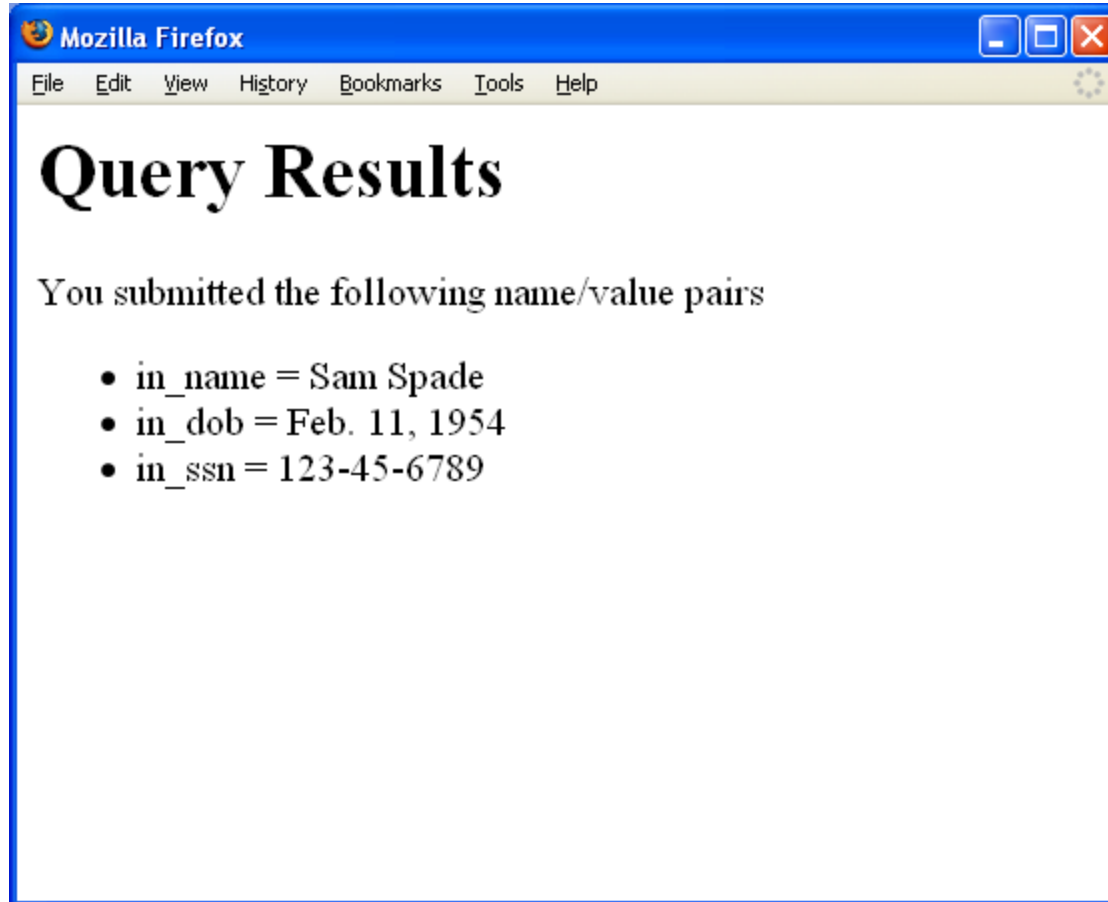 Mozilla Firefox
File Edit View History Bookmarks Tools Help
Query Results
You submitted the following name/value pairs
• in_name = Sam Spade
• in_dob = Feb. 11, 1954
• in_ssn = 123-45-6789